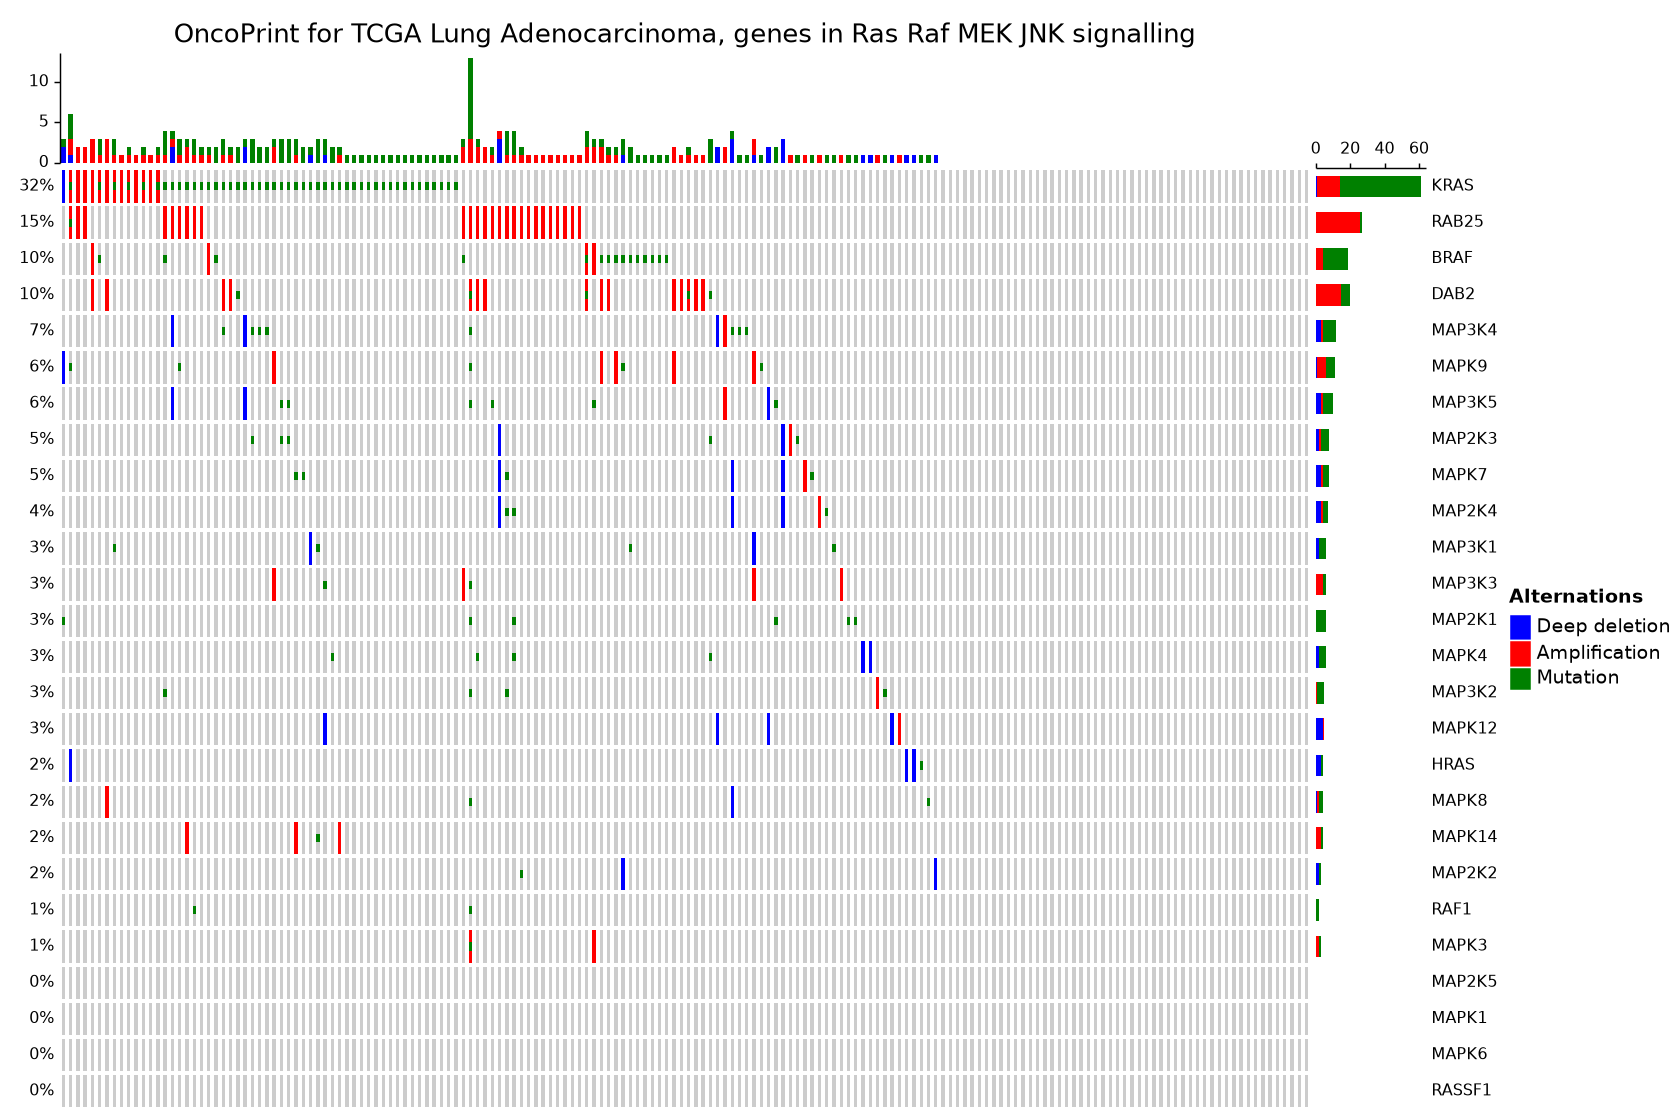 OncoPrint for TCGA Lung Adenocarcinoma, genes in Ras Raf MEK JNK signalling
10
5
0
0 20 40 60
32% KRAS
15% RAB25
10% BRAF
10% DAB2
7% MAP3K4
6% MAPK9
6% MAP3K5
5% MAP2K3
5% MAPK7
4% MAP2K4
3% MAP3K1
3% MAP3K3
3% MAP2K1
3% MAPK4
3% MAP3K2
3% MAPK12
2% HRAS
2% MAPK8
2% MAPK14
2% MAP2K2
1% RAF1
1% MAPK3
0% MAP2K5
0% MAPK1
0% MAPK6
0% RASSF1
Alternations
Deep deletion
Amplification
Mutation